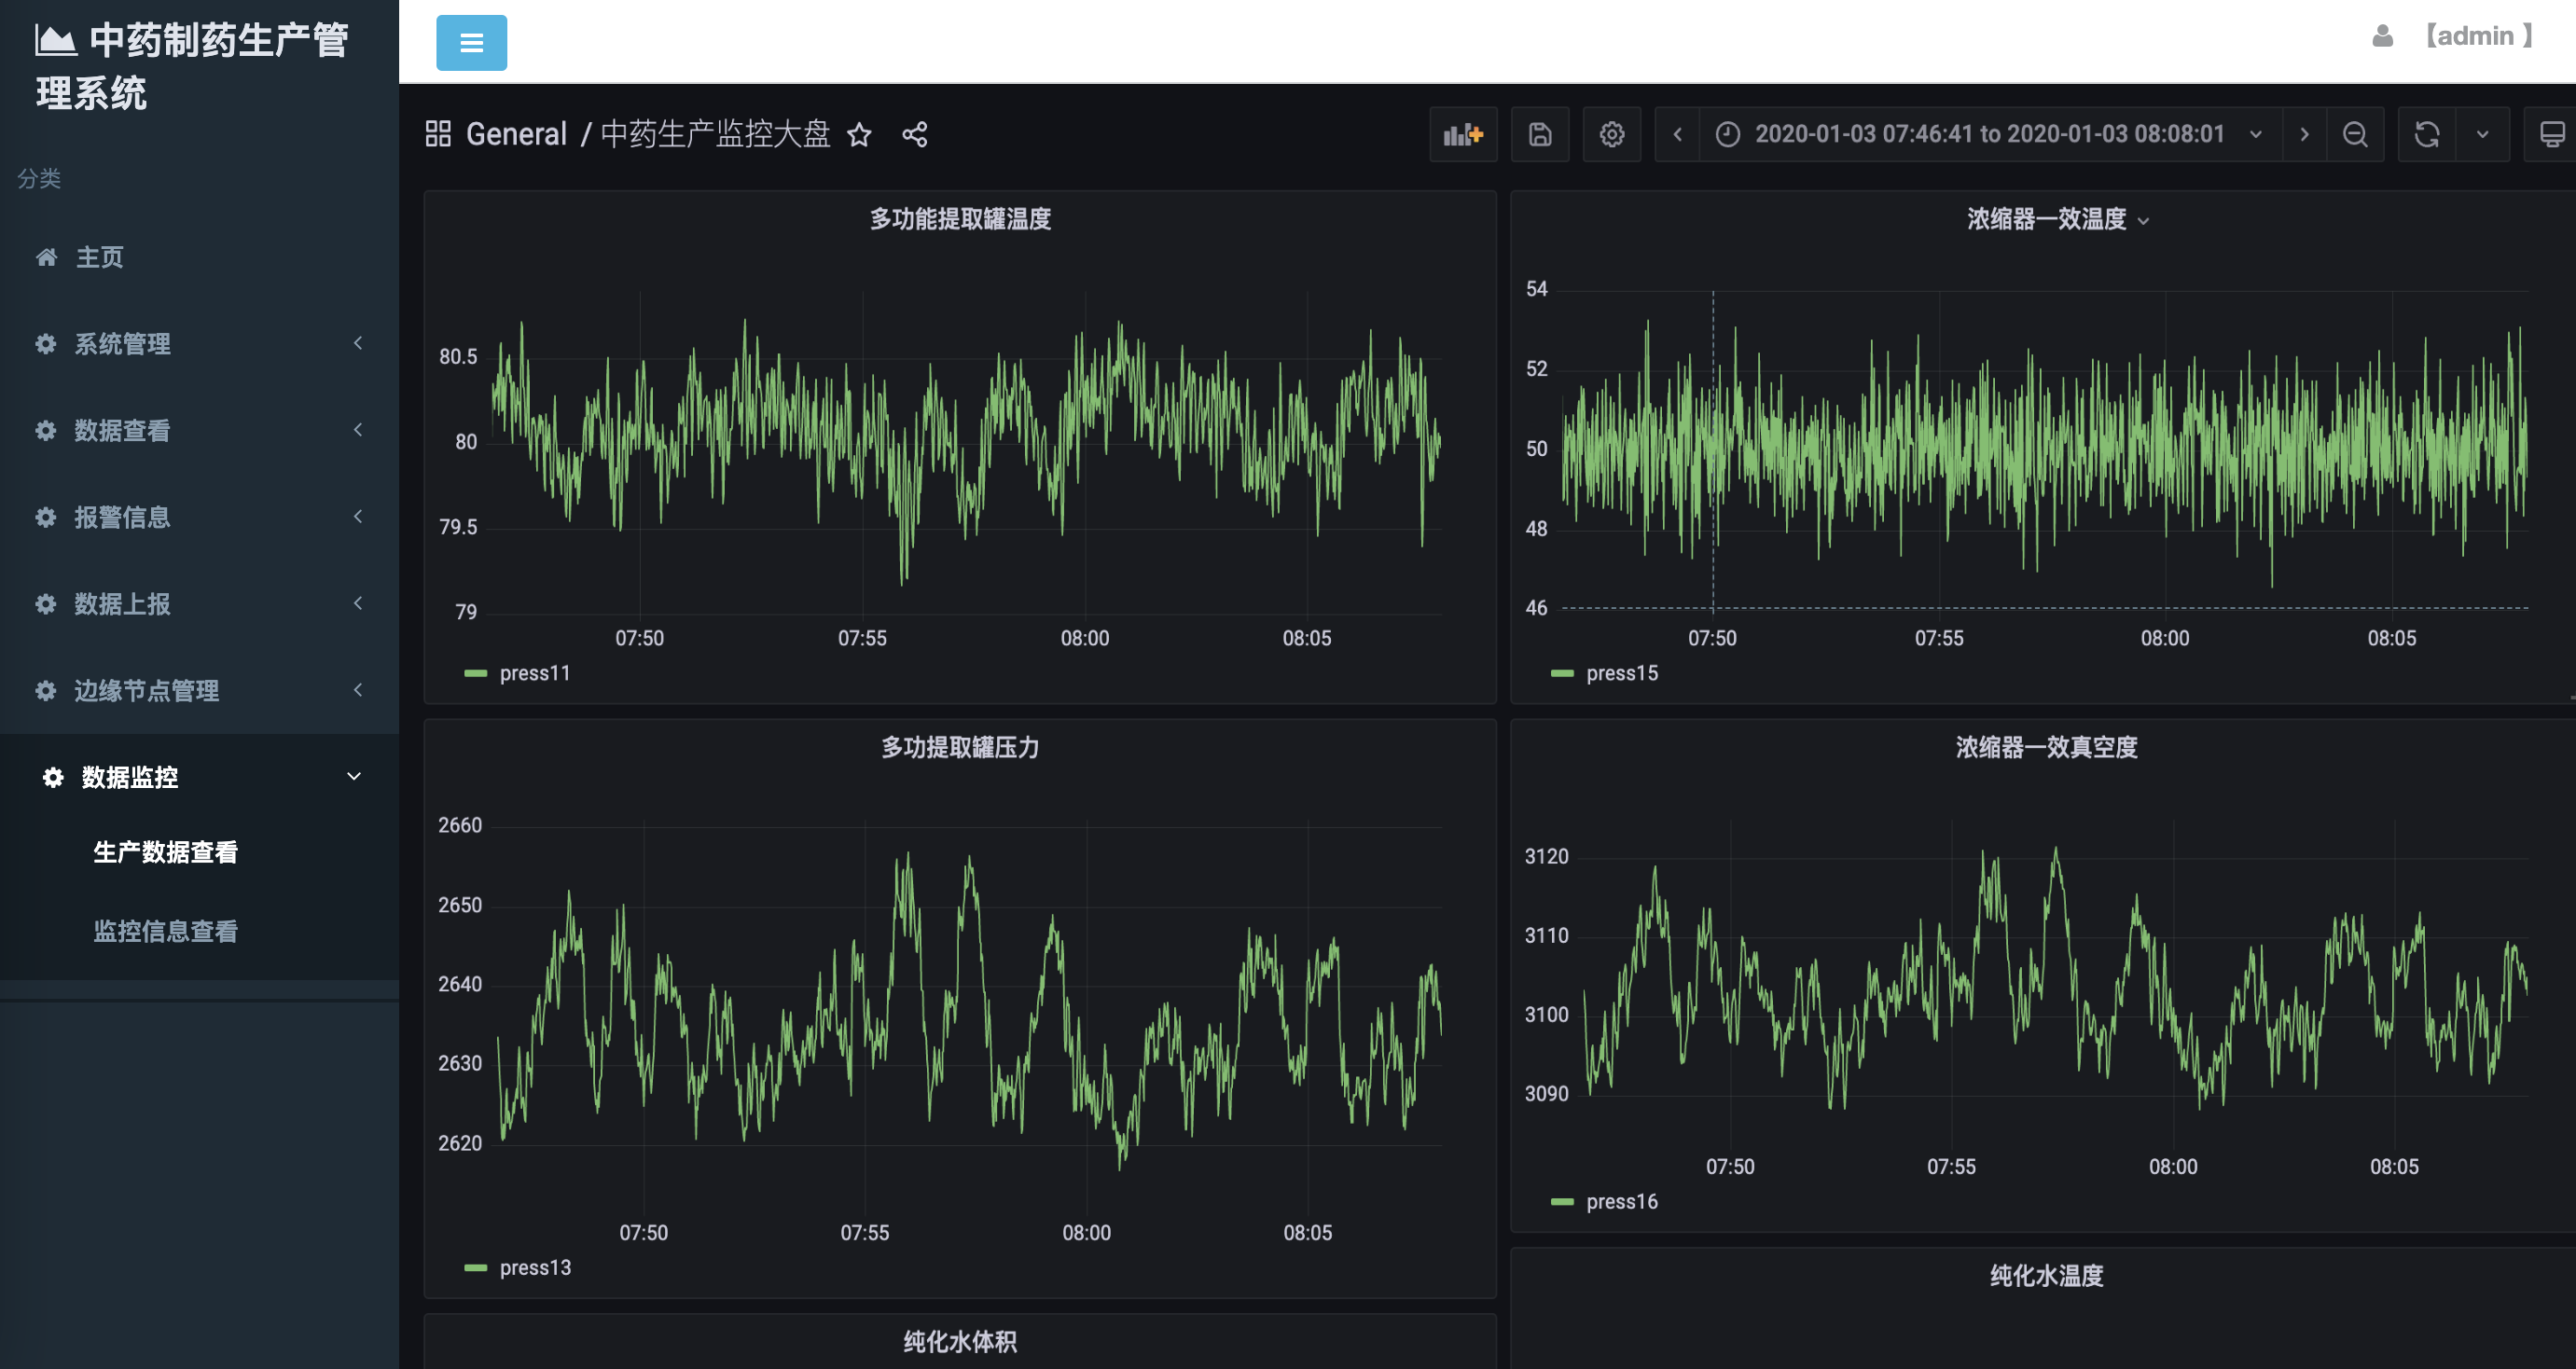 中药制药生产管
理系统
【admin 】
分类
主页
系统管理
数据查看
报警信息
数据上报
边缘节点管理
数据监控
生产数据查看
监控信息查看
General / 中药生产监控大盘
2020-01-03 07:46:41 to 2020-01-03 08:08:01
多功能提取罐温度
80.5
80
79.5
79
07:50 07:55 08:00 08:05
press11
浓缩器一效温度
54
52
50
48
46
07:50 07:55 08:00 08:05
press15
多功提取罐压力
2660
2650
2640
2630
2620
07:50 07:55 08:00 08:05
press13
浓缩器一效真空度
3120
3110
3100
3090
07:50 07:55 08:00 08:05
press16
纯化水体积
纯化水温度